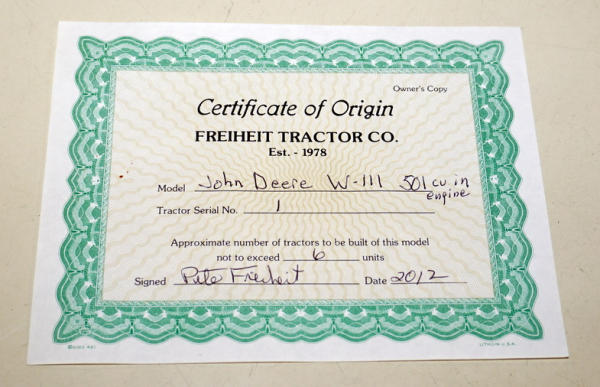 Owner's Copy
Certificate of Origin
FREIHEIT TRACTOR CO.
Est. - 1978
Model John Deere W-111 501 cu in engine
Tractor Serial No. 1
Approximate number of tractors to be built of this model
not to exceed 6 units
Signed Pete Freiheit Date 2012
LITHO IN U.S.A.